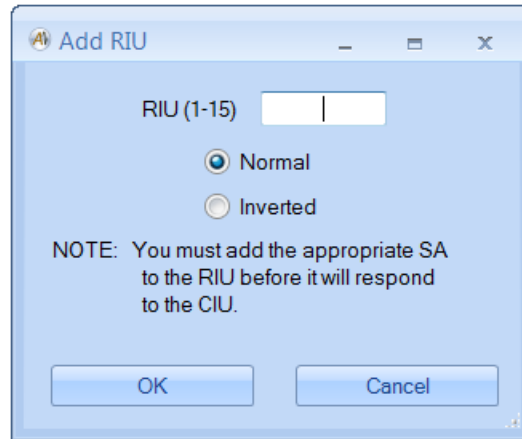 Add RIU
RIU (1-15)
Normal
Inverted
NOTE: You must add the appropriate SA
to the RIU before it will respond
to the CIU.
OK Cancel